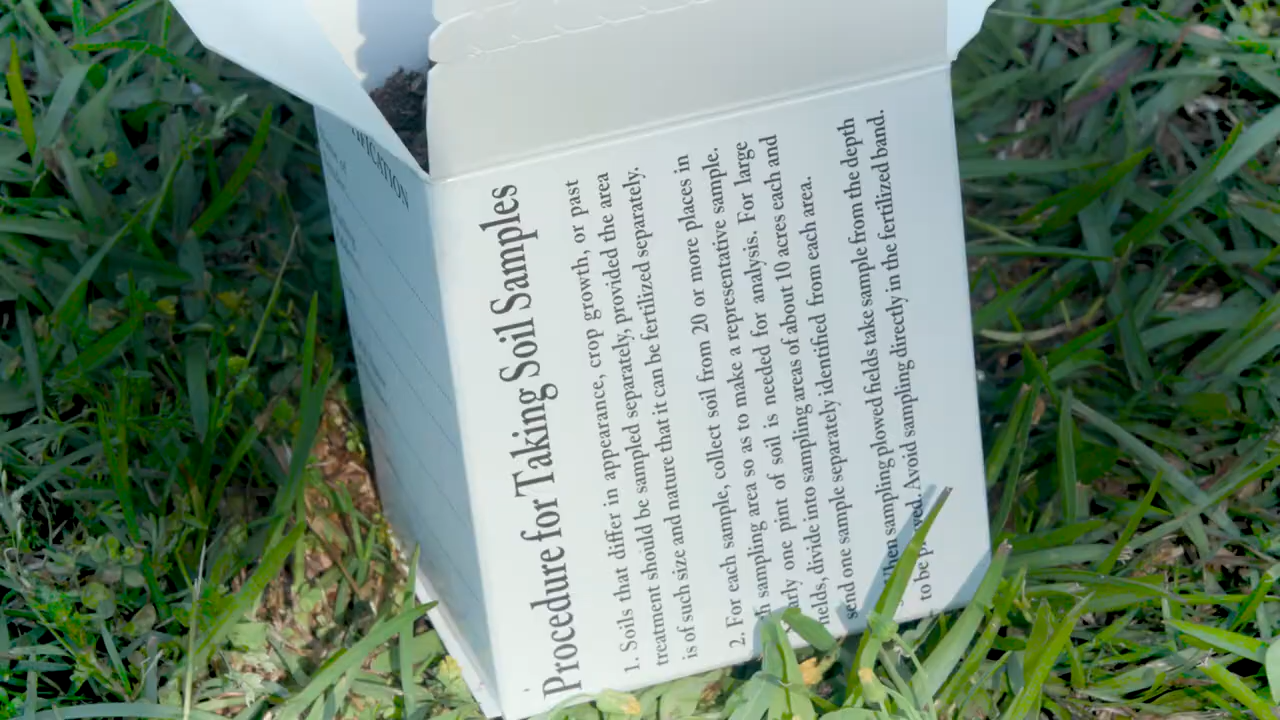 Procedure for Taking Soil Samples
1. Soils that differ in appearance, crop growth, or past
treatment should be sampled separately, provided the area
is of such size and nature that it can be fertilized separately.
2. For each sample, collect soil from 20 or more places in
sampling area so as to make a representative sample.
one pint of soil is needed for analysis. For large
fields, divide into sampling areas of about 10 acres each and
send one sample separately identified from each area.
When sampling plowed fields take sample from the depth
to be Avoid sampling directly in the fertilized band.